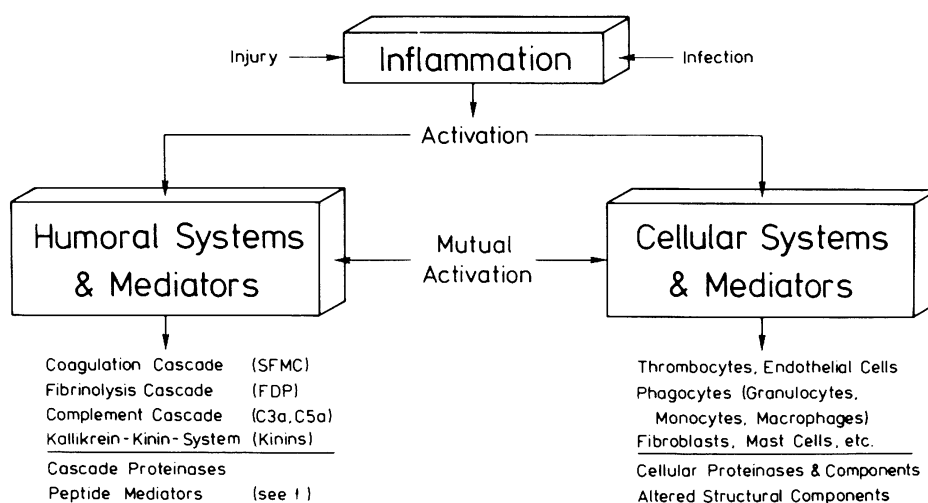 Injury
Inflammation
Infection
Activation
Humoral Systems
& Mediators
Mutual
Activation
Cellular Systems
& Mediators
Coagulation Cascade (SFMC)
Fibrinolysis Cascade (FDP)
Complement Cascade (C3a,C5a)
Kallikrein-Kinin-System (Kinins)
Cascade Proteinases
Peptide Mediators (see
Thrombocytes, Endothelial Cells
Phagocytes (Granulocytes,
Monocytes, Macrophages)
Fibroblasts, Mast Cells, etc.
Cellular Proteinases & Components
Altered Structural Components